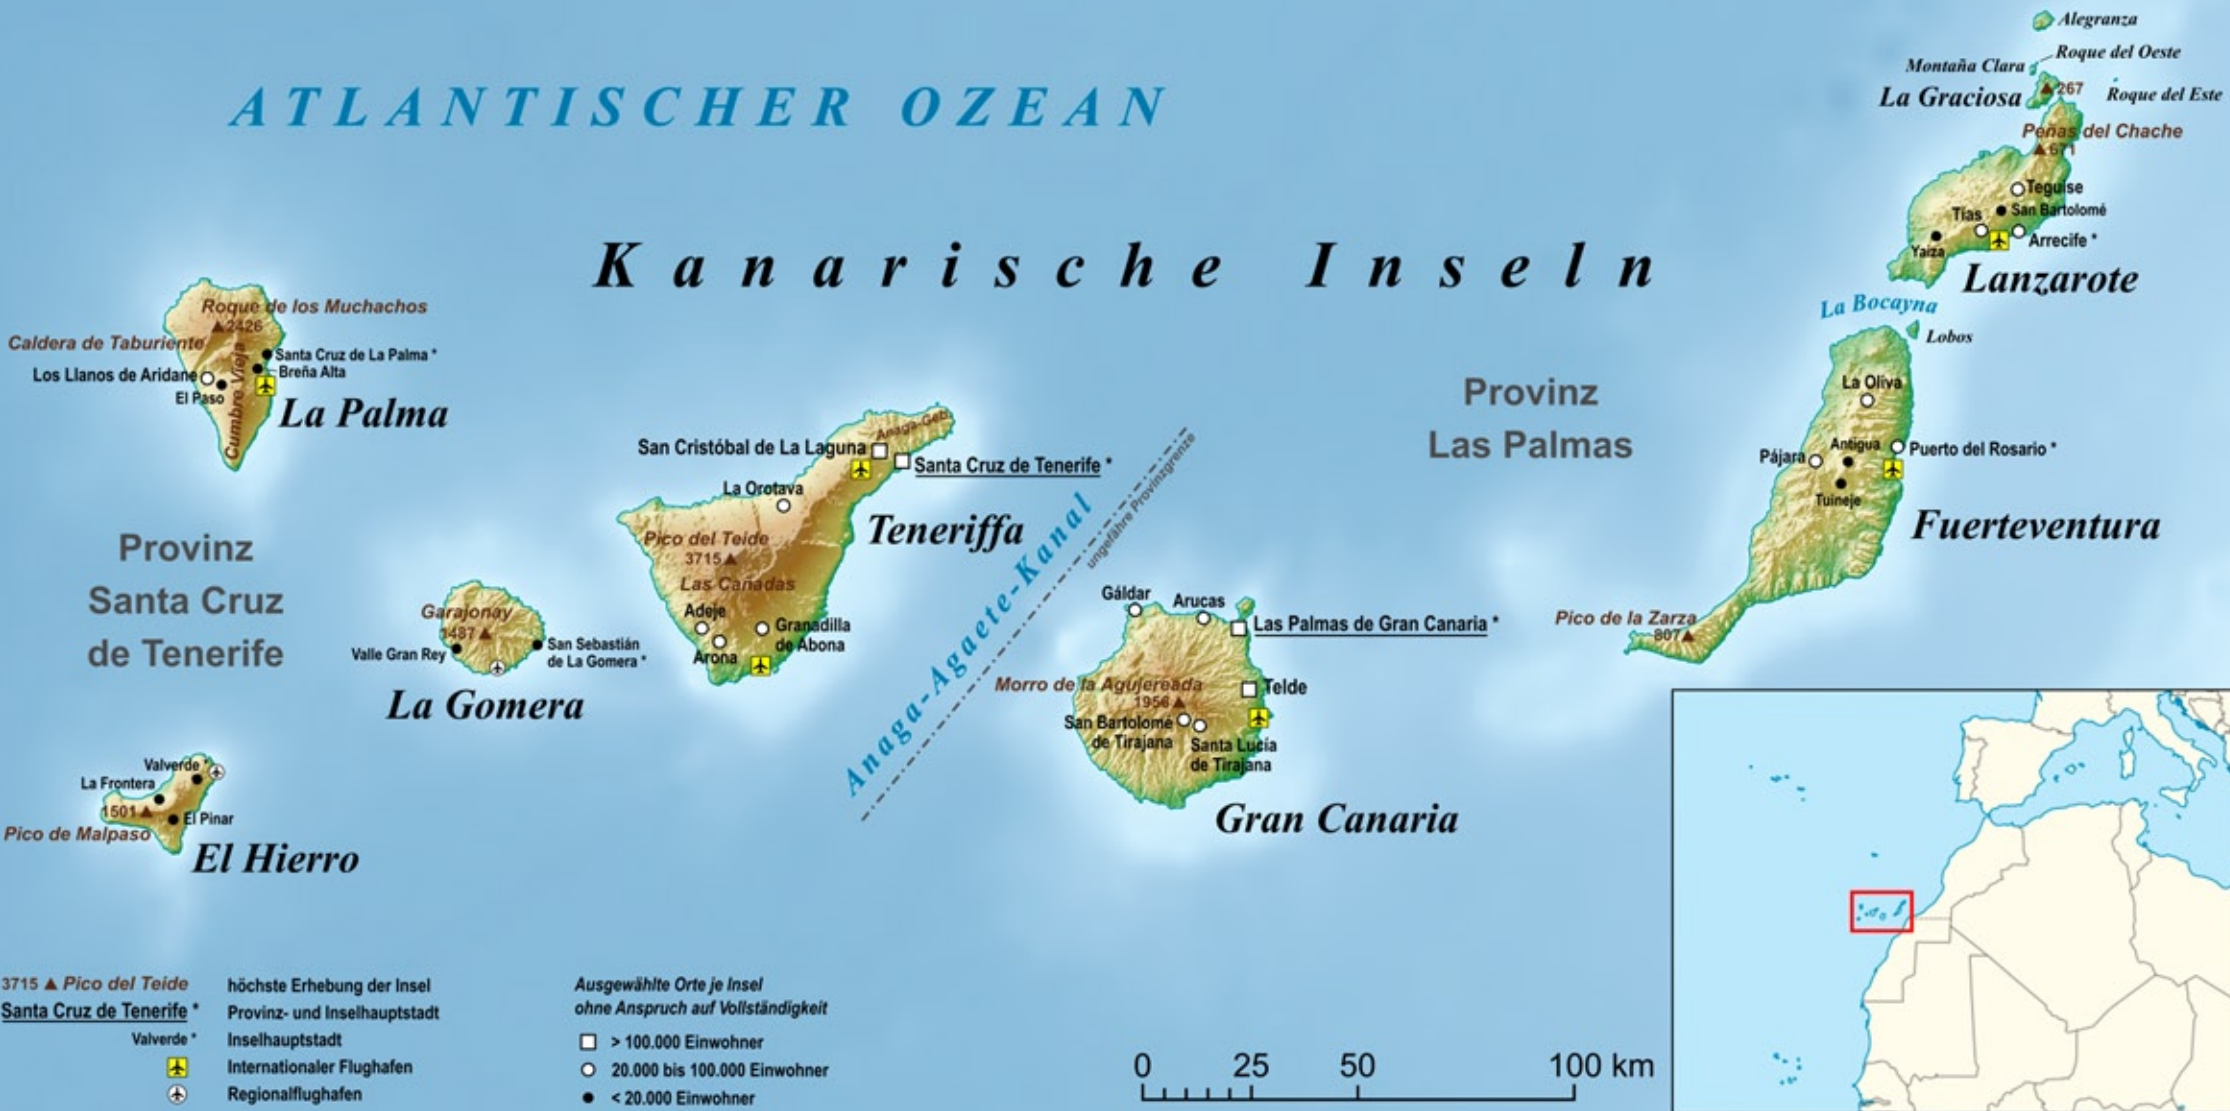 ATLANTISCHER OZEAN
Kanarische Inseln
Alegranza
Roque del Oeste
Montaña Clara
La Graciosa
267
Roque del Este
Peñas del Chache
671
Teguise
Tías
San Bartolomé
Yaiza
Arrecife *
Lanzarote
La Bocayna
Lobos
Roque de los Muchachos
2426
Caldera de Taburiente
Cumbre Vieja
Santa Cruz de La Palma *
Breña Alta
Los Llanos de Aridane
El Paso
La Palma
Provinz
Las Palmas
La Oliva
Antigua
Puerto del Rosario *
Pájara
Tuineje
Fuerteventura
Pico de la Zarza
807
Anaga-Geb.
San Cristóbal de La Laguna
Santa Cruz de Tenerife *
La Orotava
Teneriffa
Pico del Teide
3715
Las Cañadas
Adeje
Granadilla
de Abona
Arona
Anaga-Agaete-Kanal
ungefähre Provinzgrenze
Provinz
Santa Cruz
de Tenerife
Garajonay
1487
Valle Gran Rey
San Sebastián
de La Gomera *
La Gomera
Gáldar
Arucas
Las Palmas de Gran Canaria *
Morro de la Agujereada
1956
Telde
San Bartolomé
de Tirajana
Santa Lucía
de Tirajana
Gran Canaria
Valverde *
La Frontera
1501
El Pinar
Pico de Malpaso
El Hierro
3715 ▲ Pico del Teide höchste Erhebung der Insel
Santa Cruz de Tenerife * Provinz- und Inselhauptstadt
Valverde * Inselhauptstadt
Internationaler Flughafen
Regionalflughafen
Ausgewählte Orte je Insel
ohne Anspruch auf Vollständigkeit
> 100.000 Einwohner
20.000 bis 100.000 Einwohner
< 20.000 Einwohner
0 25 50 100 km